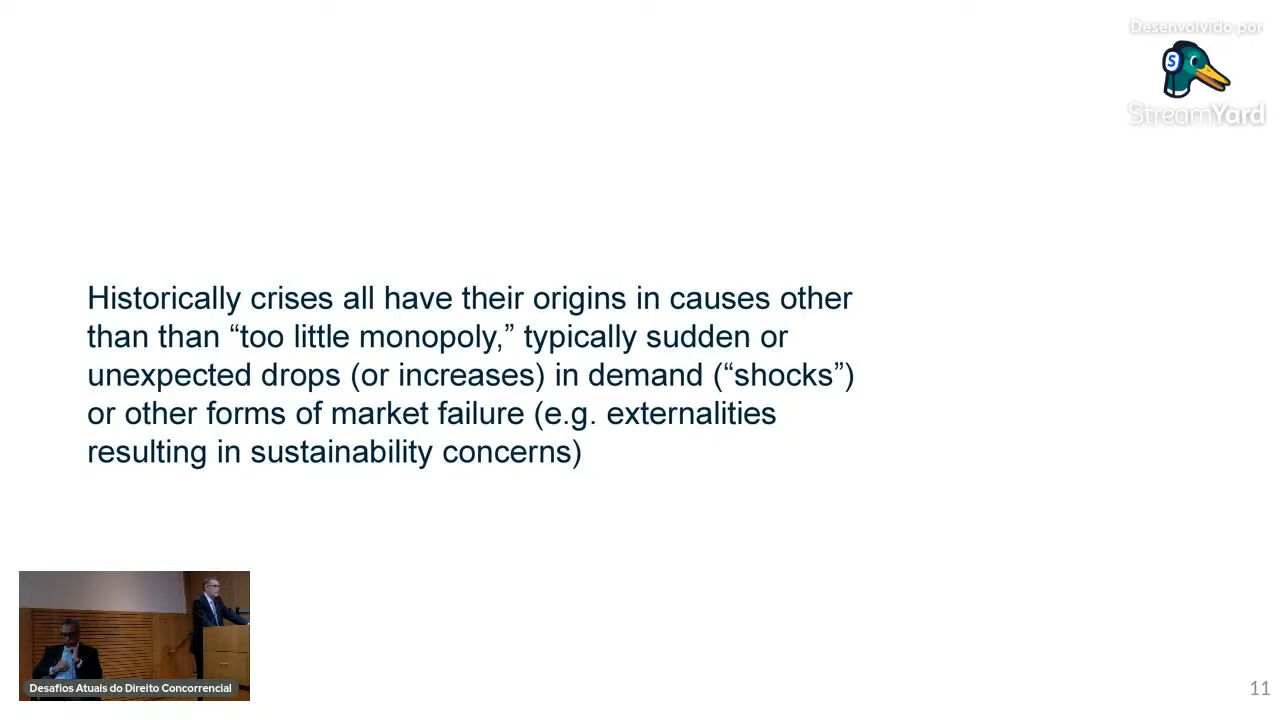 Desenvolvido por
S
StreamYard
Historically crises all have their origins in causes other
than than “too little monopoly,” typically sudden or
unexpected drops (or increases) in demand (“shocks”)
or other forms of market failure (e.g. externalities
resulting in sustainability concerns)
Desafios Atuais do Direito Concorrencial
11